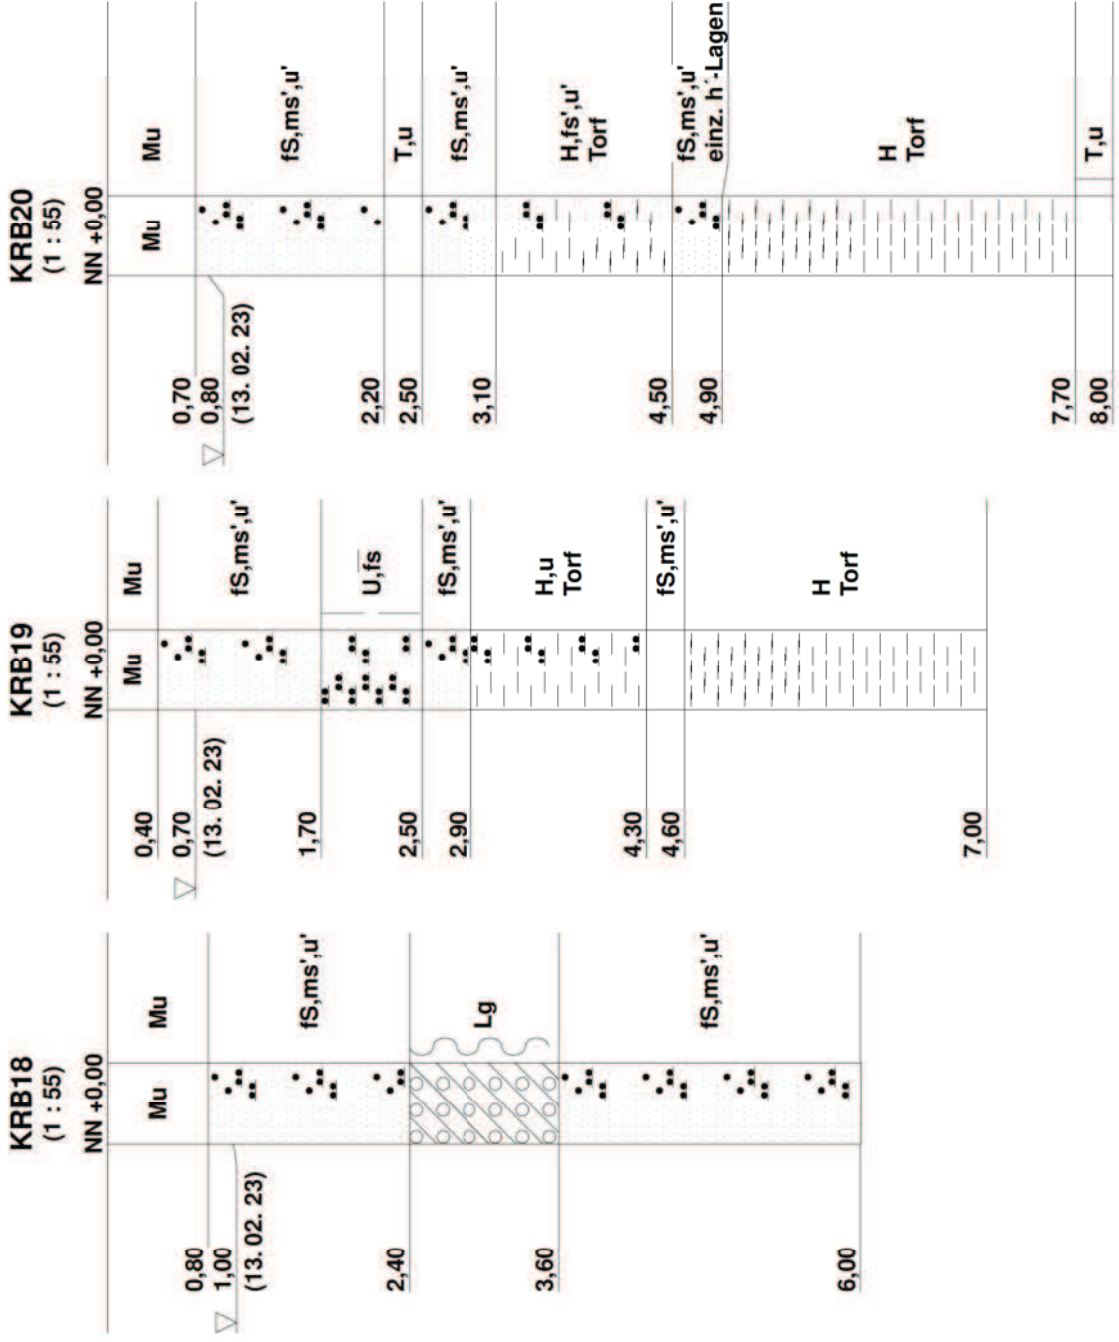 KRB18
(1 : 55)
NN +0,00
Mu
Mu
0,80
1,00
(13. 02. 23)
fS,ms',u'
2,40
Lg
3,60
fS,ms',u'
6,00
KRB19
(1 : 55)
NN +0,00
Mu
Mu
0,40
0,70
(13. 02. 23)
fS,ms',u'
1,70
U,f̅s̅
2,50
fS,ms',u'
2,90
H,u
Torf
4,30
fS,ms',u'
4,60
H
Torf
7,00
KRB20
(1 : 55)
NN +0,00
Mu
Mu
0,70
0,80
(13. 02. 23)
fS,ms',u'
2,20
T,u
2,50
fS,ms',u'
3,10
H,fs',u'
Torf
4,50
fS,ms',u'
einz. h'-Lagen
4,90
H
Torf
7,70
T,u
8,00